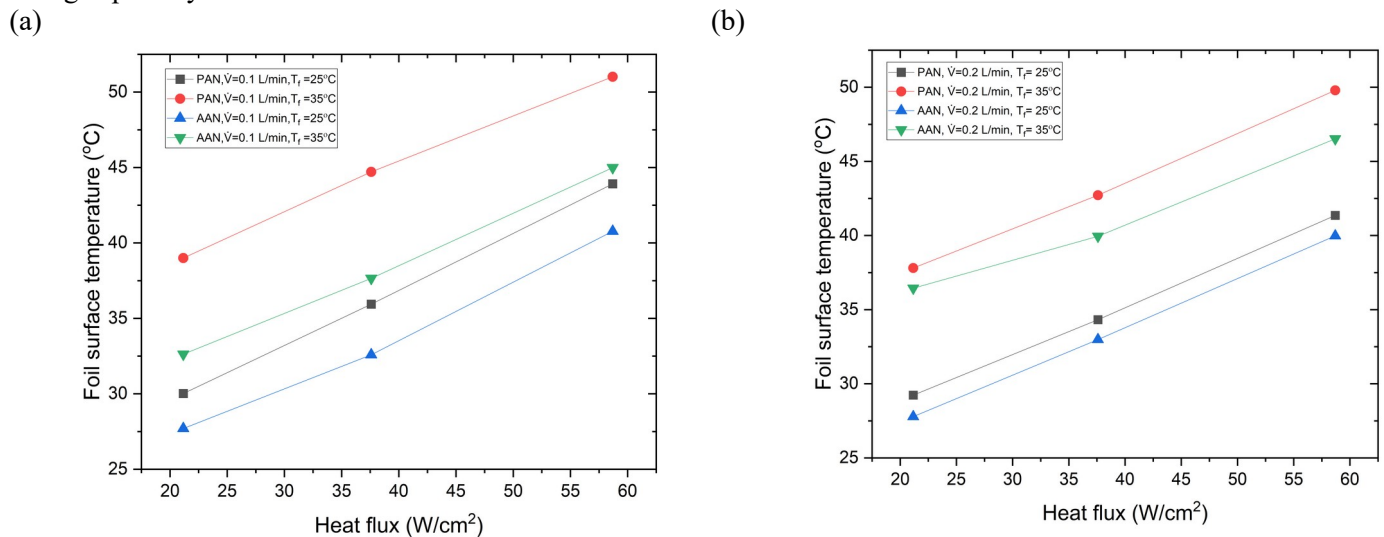 (a)
PAN,V̇=0.1 L/min,Tf =25°C
PAN,V̇=0.1 L/min,Tf =35°C
AAN,V̇=0.1 L/min,Tf =25°C
AAN,V̇=0.1 L/min,Tf =35°C
Foil surface temperature (°C)
50
45
40
35
30
25
20 25 30 35 40 45 50 55 60
Heat flux (W/cm²)
(b)
PAN, V̇=0.2 L/min, Tf= 25°C
PAN, V̇=0.2 L/min, Tf= 35°C
AAN, V̇=0.2 L/min, Tf= 25°C
AAN, V̇=0.2 L/min, Tf= 35°C
Foil surface temperature (°C)
50
45
40
35
30
25
20 25 30 35 40 45 50 55 60
Heat flux (W/cm²)